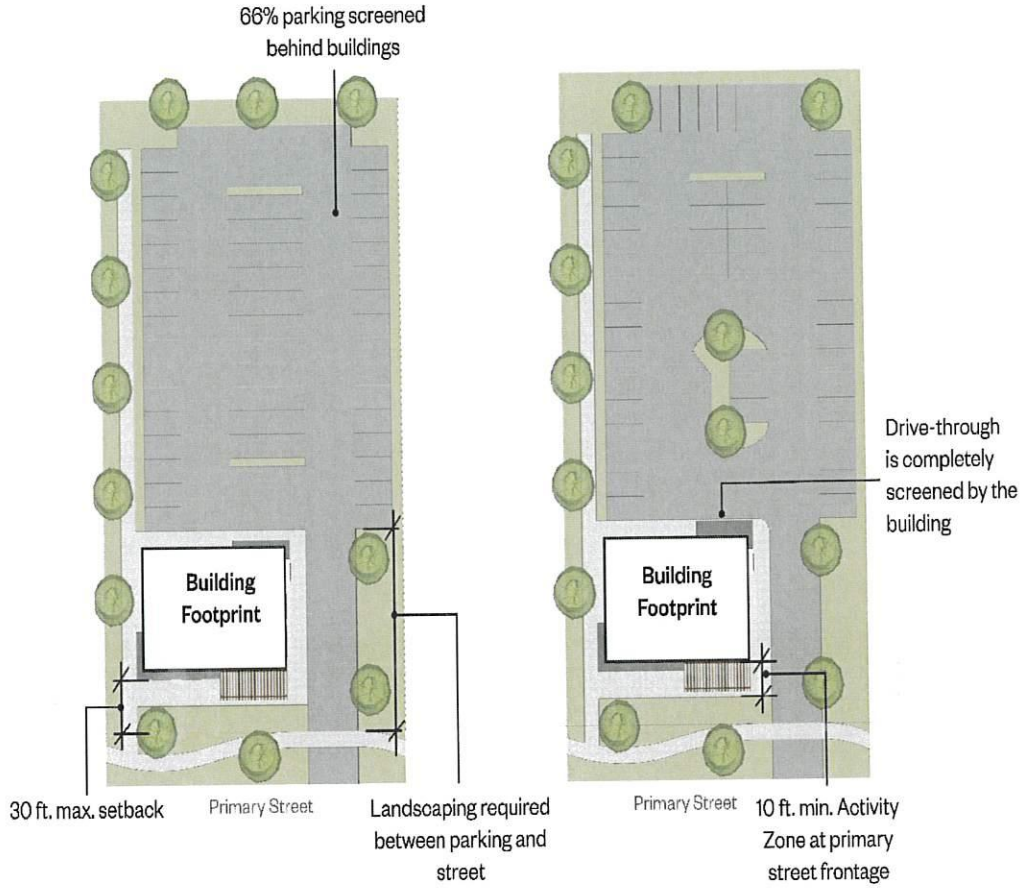 66% parking screened
behind buildings
Building
Footprint
30 ft. max. setback
Primary Street
Landscaping required
between parking and
street
Drive-through
is completely
screened by the
building
Building
Footprint
Primary Street
10 ft. min. Activity
Zone at primary
street frontage